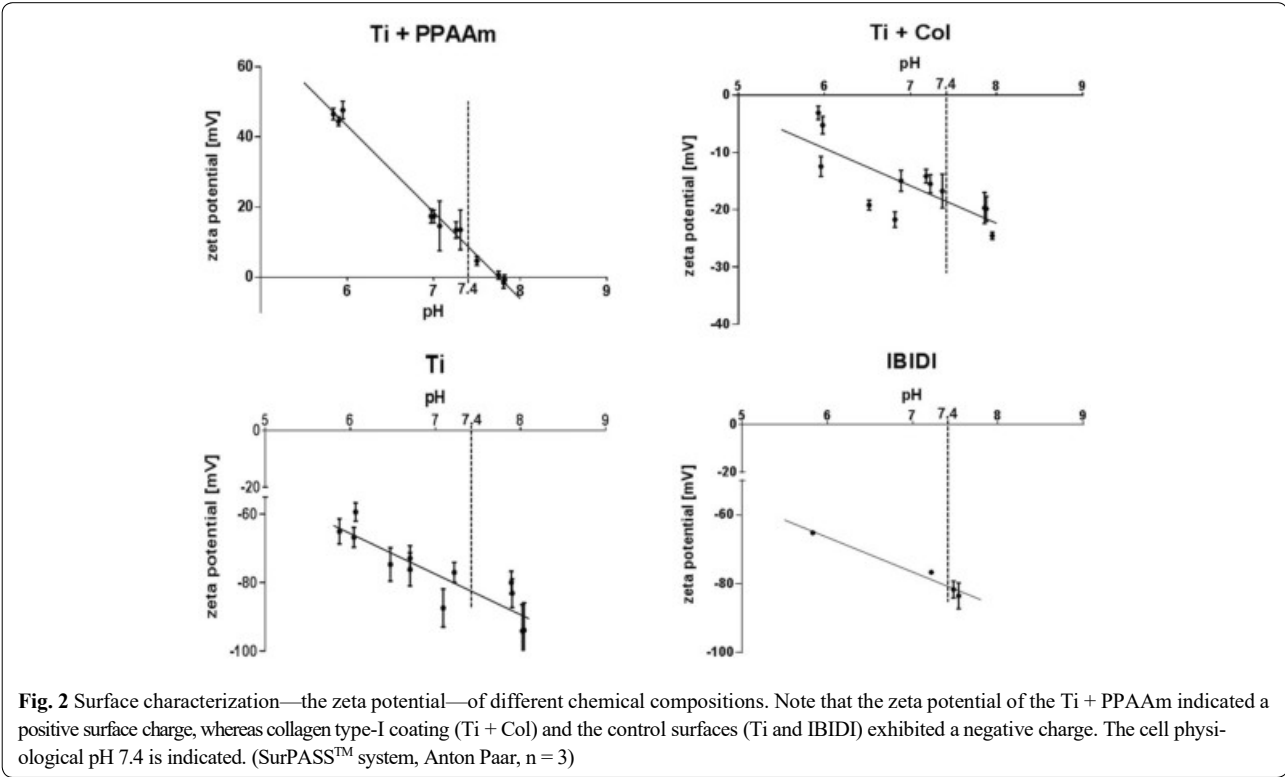 Ti + PPAAm
60
40
20
0
zeta potential [mV]
6
7
7.4
8
9
pH
Ti + Col
pH
5
6
7
7.4
8
9
0
-10
-20
-30
-40
zeta potential [mV]
Ti
pH
5
6
7
7.4
8
9
0
-20
-60
-80
-100
zeta potential [mV]
IBIDI
pH
5
6
7
7.4
8
9
0
-20
-60
-80
-100
zeta potential [mV]
Fig. 2 Surface characterization—the zeta potential—of different chemical compositions. Note that the zeta potential of the Ti + PPAAm indicated a
positive surface charge, whereas collagen type-I coating (Ti + Col) and the control surfaces (Ti and IBIDI) exhibited a negative charge. The cell physi-
ological pH 7.4 is indicated. (SurPASS™ system, Anton Paar, n = 3)